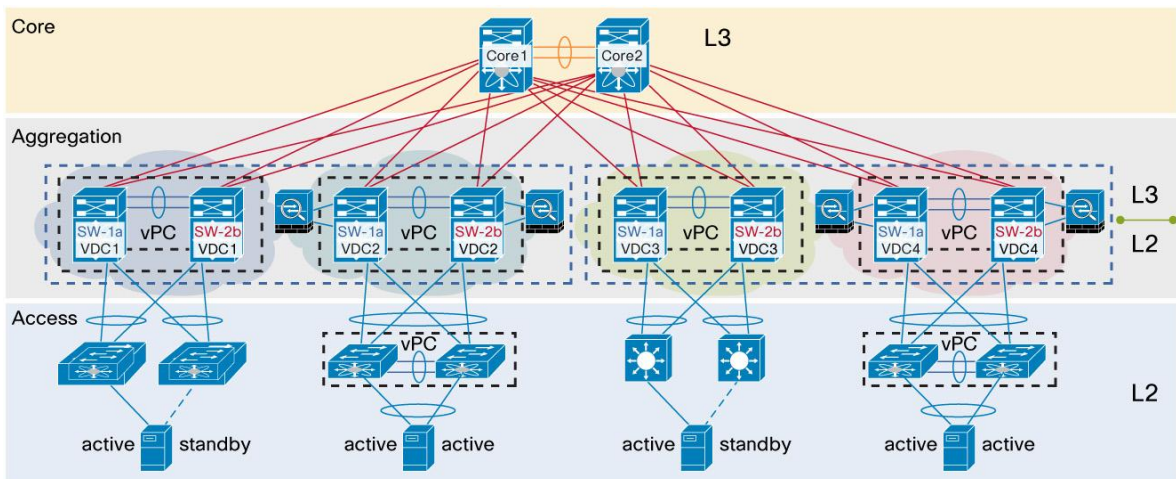 Core
Core1
Core2
L3
Aggregation
SW-1a
VDC1
vPC
SW-2b
VDC1
SW-1a
VDC2
vPC
SW-2b
VDC2
SW-1a
VDC3
vPC
SW-2b
VDC3
SW-1a
VDC4
vPC
SW-2b
VDC4
L3
L2
Access
vPC
vPC
L2
active
standby
active
active
active
standby
active
active